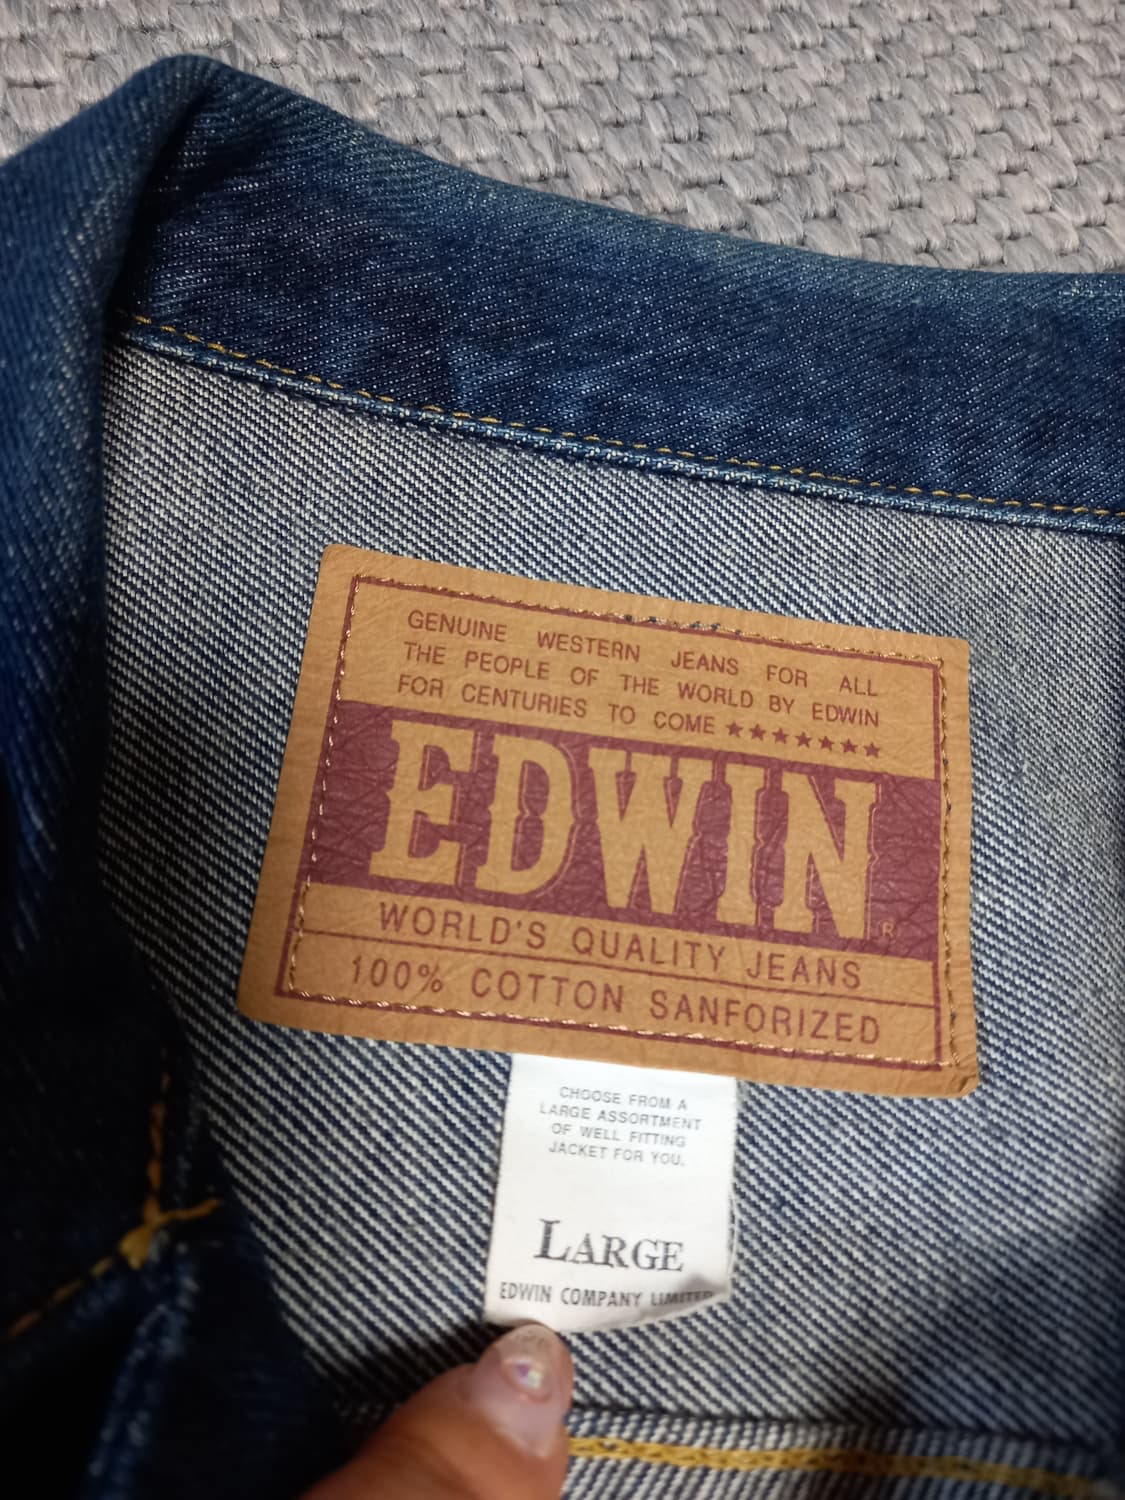 GENUINE WESTERN JEANS FOR ALL
THE PEOPLE OF THE WORLD BY EDWIN
FOR CENTURIES TO COME ★★★★★★★
EDWIN®
WORLD'S QUALITY JEANS
100% COTTON SANFORIZED
CHOOSE FROM A
LARGE ASSORTMENT
OF WELL FITTING
JACKET FOR YOU.
LARGE
EDWIN COMPANY LIMITED